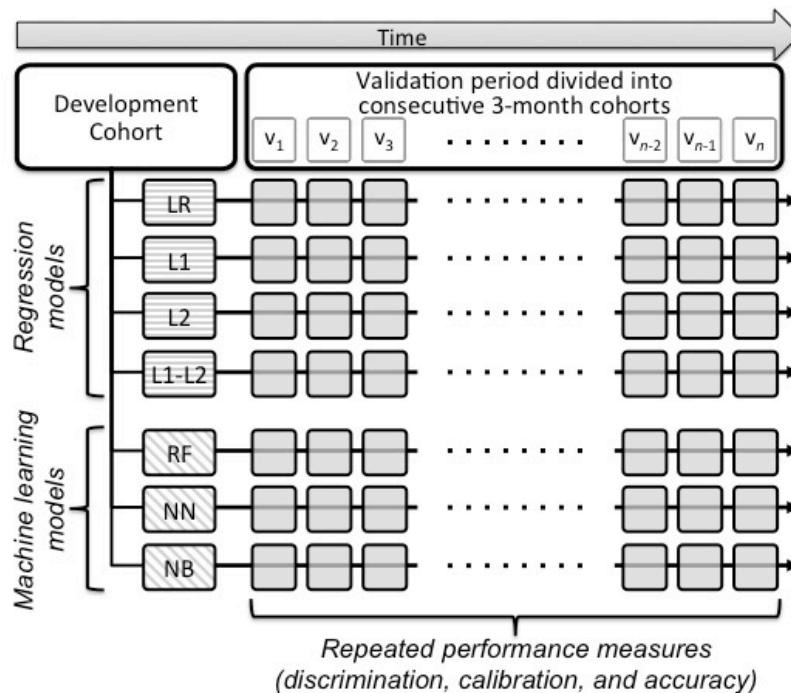 Time
Development
Cohort
Validation period divided into
consecutive 3-month cohorts
v1 v2 v3 . . . . . . . . vn-2 vn-1 vn
Regression
models
LR
L1
L2
L1-L2
Machine learning
models
RF
NN
NB
Repeated performance measures
(discrimination, calibration, and accuracy)